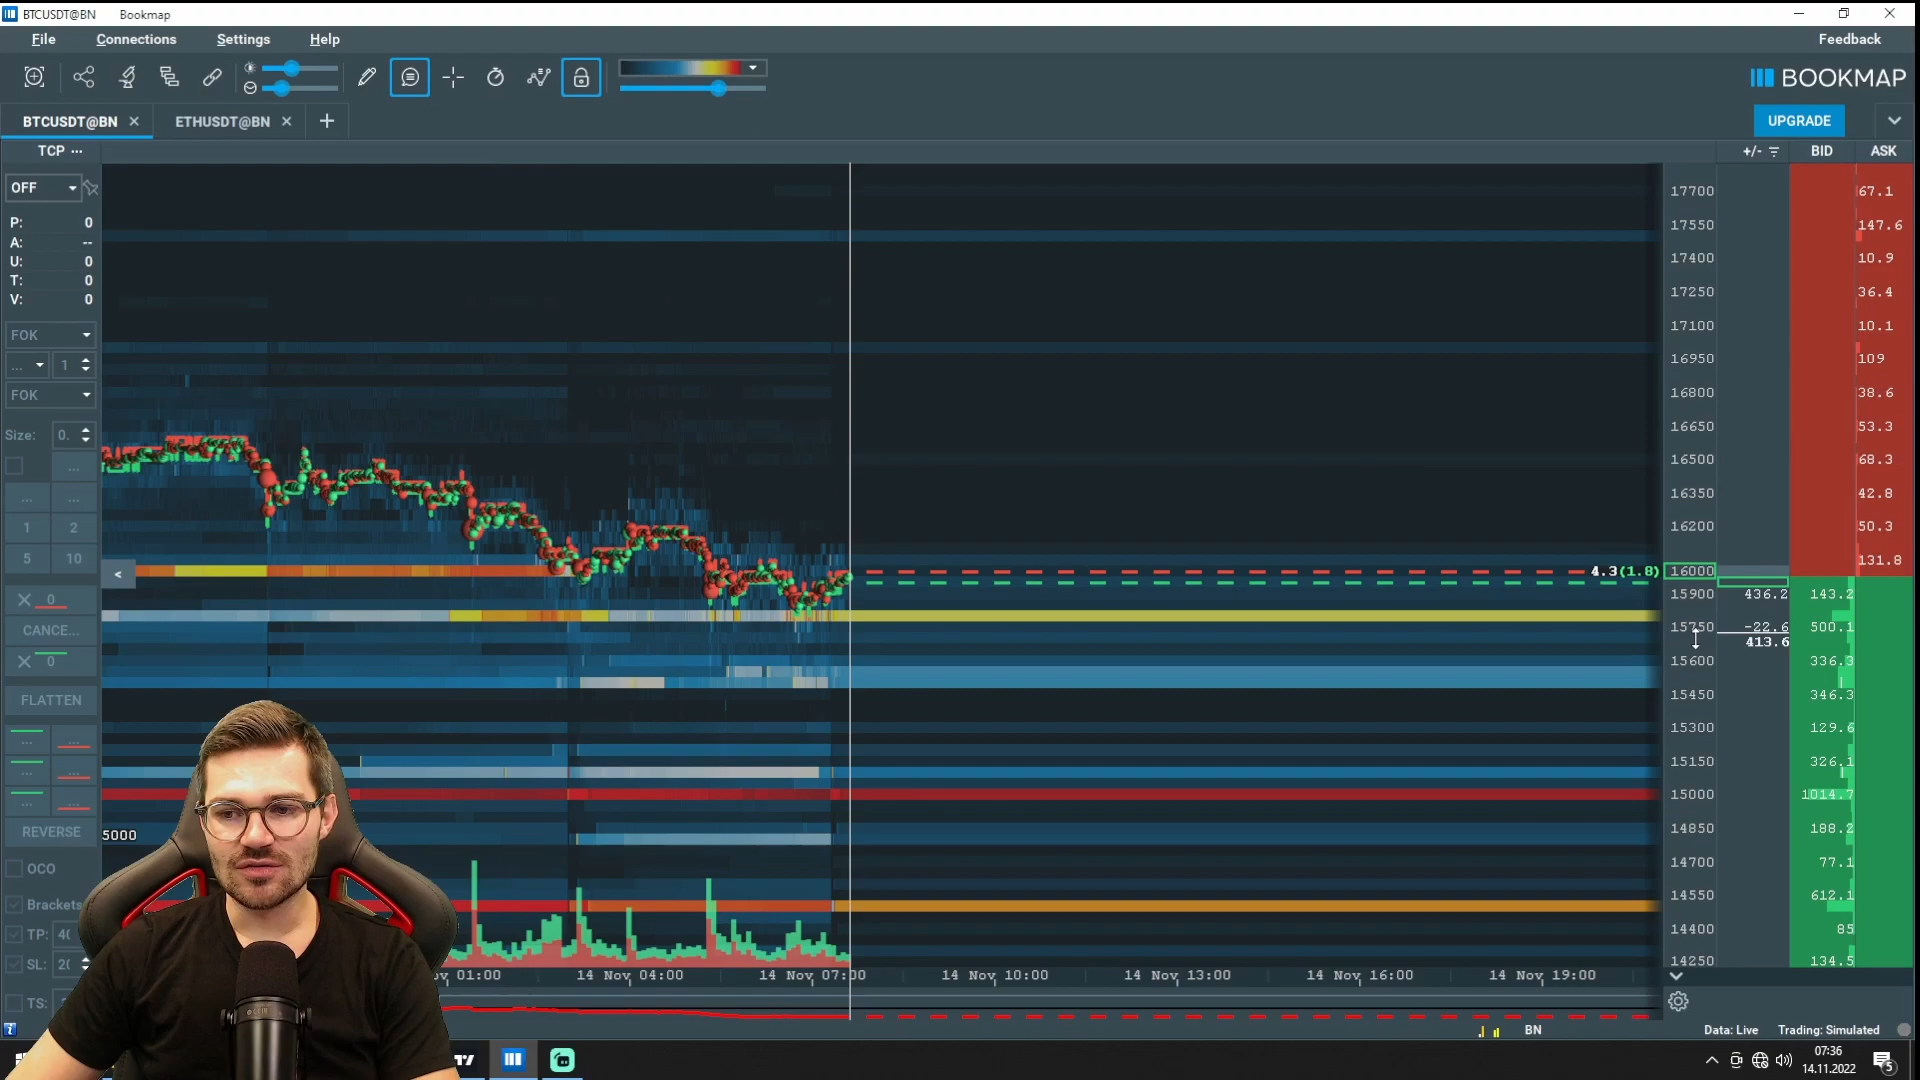 BTCUSDT@BN Bookmap
File Connections Settings Help Feedback
BOOKMAP
BTCUSDT@BN ETHUSDT@BN UPGRADE
TCP ... +/- BID ASK
OFF
P: 0
A: --
U: 0
T: 0
V: 0
FOK
... 1
FOK
Size: 0.
...
... ...
1 2
5 10
<
0
CANCE...
0
FLATTEN
... ...
... ...
... ...
REVERSE
OCO
Brackets
TP:
SL:
TS:
5000
4.3(1.8)
17700 67.1
17550 147.6
17400 10.9
17250 36.4
17100 10.1
16950 109
16800 38.6
16650 53.3
16500 68.3
16350 42.8
16200 50.3
131.8
16000
15900 436.2 143.2
15750 -22.6 500.1
413.6
15600 336.3
15450 346.3
15300 129.6
15150 326.1
15000 1014.7
14850 188.2
14700 77.1
14550 612.1
14400 85
14250 134.5
01:00 14 Nov 04:00 14 Nov 07:00 14 Nov 10:00 14 Nov 13:00 14 Nov 16:00 14 Nov 19:00
BN Data: Live Trading: Simulated
07:36
14.11.2022
5